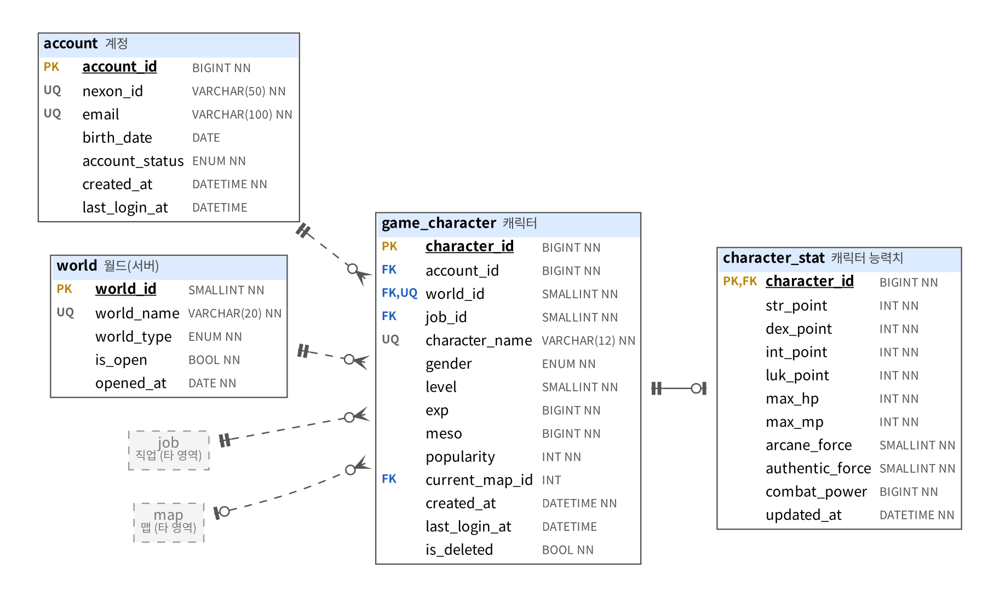 account 계정
PK account_id BIGINT NN
UQ nexon_id VARCHAR(50) NN
UQ email VARCHAR(100) NN
birth_date DATE
account_status ENUM NN
created_at DATETIME NN
last_login_at DATETIME
world 월드(서버)
PK world_id SMALLINT NN
UQ world_name VARCHAR(20) NN
world_type ENUM NN
is_open BOOL NN
opened_at DATE NN
job
직업 (타 영역)
map
맵 (타 영역)
game_character 캐릭터
PK character_id BIGINT NN
FK account_id BIGINT NN
FK,UQ world_id SMALLINT NN
FK job_id SMALLINT NN
UQ character_name VARCHAR(12) NN
gender ENUM NN
level SMALLINT NN
exp BIGINT NN
meso BIGINT NN
popularity INT NN
FK current_map_id INT
created_at DATETIME NN
last_login_at DATETIME
is_deleted BOOL NN
character_stat 캐릭터 능력치
PK,FK character_id BIGINT NN
str_point INT NN
dex_point INT NN
int_point INT NN
luk_point INT NN
max_hp INT NN
max_mp INT NN
arcane_force SMALLINT NN
authentic_force SMALLINT NN
combat_power BIGINT NN
updated_at DATETIME NN